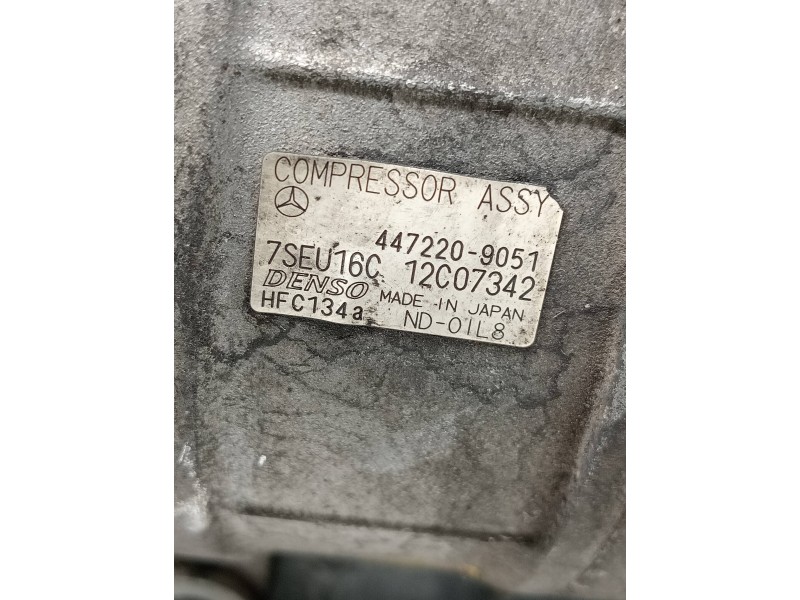 COMPRESSOR ASSY
447220-9051
7SEU16C 12C07342
DENSO MADE IN JAPAN
HFC134a ND-OIL8